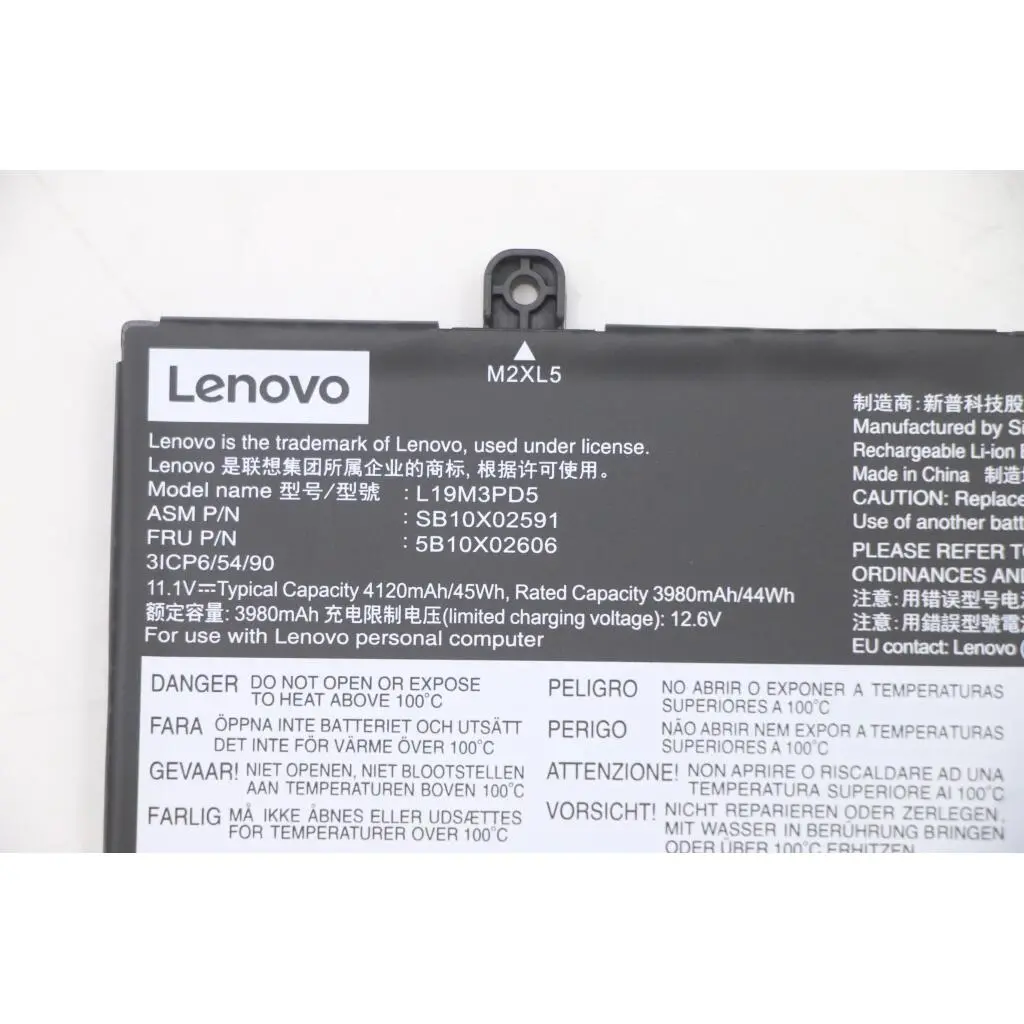 M2XL5
Lenovo
Lenovo is the trademark of Lenovo, used under license.
Lenovo 是联想集团所属企业的商标, 根据许可使用。
Model name 型号/型號 : L19M3PD5
ASM P/N : SB10X02591
FRU P/N : 5B10X02606
3ICP6/54/90
11.1V⎓Typical Capacity 4120mAh/45Wh, Rated Capacity 3980mAh/44Wh
额定容量: 3980mAh 充电限制电压(limited charging voltage): 12.6V
For use with Lenovo personal computer
制造商:新普科技股
Manufactured by Si
Rechargeable Li-ion
Made in China 制造
CAUTION: Replace
Use of another batt
PLEASE REFER T
ORDINANCES AND
注意:用错误型号电
注意:用錯誤型號電
EU contact: Lenovo
DANGER DO NOT OPEN OR EXPOSE
TO HEAT ABOVE 100°C
FARA ÖPPNA INTE BATTERIET OCH UTSÄTT
DET INTE FÖR VÄRME ÖVER 100°C
GEVAAR! NIET OPENEN, NIET BLOOTSTELLEN
AAN TEMPERATUREN BOVEN 100°C
FARLIG MÅ IKKE ÅBNES ELLER UDSÆTTES
FOR TEMPERATURER OVER 100°C
PELIGRO NO ABRIR O EXPONER A TEMPERATURAS
SUPERIORES A 100°C
PERIGO NÃO ABRIR NEM EXPOR A TEMPERATURAS
SUPERIORES A 100°C
ATTENZIONE! NON APRIRE O RISCALDARE AD UNA
TEMPERATURA SUPERIORE AI 100°C
VORSICHT! NICHT REPARIEREN ODER ZERLEGEN,
MIT WASSER IN BERÜHRUNG BRINGEN
ODER ÜBER 100°C ERHITZEN